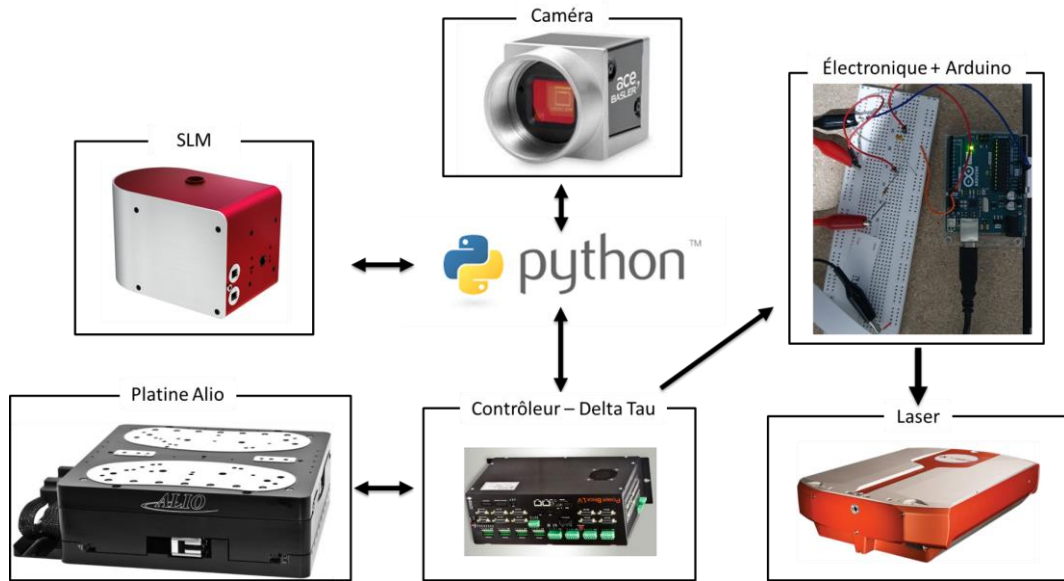 Caméra
ace
BASLER
Électronique + Arduino
SLM
python™
Platine Alio
ALIO
Contrôleur – Delta Tau
Laser